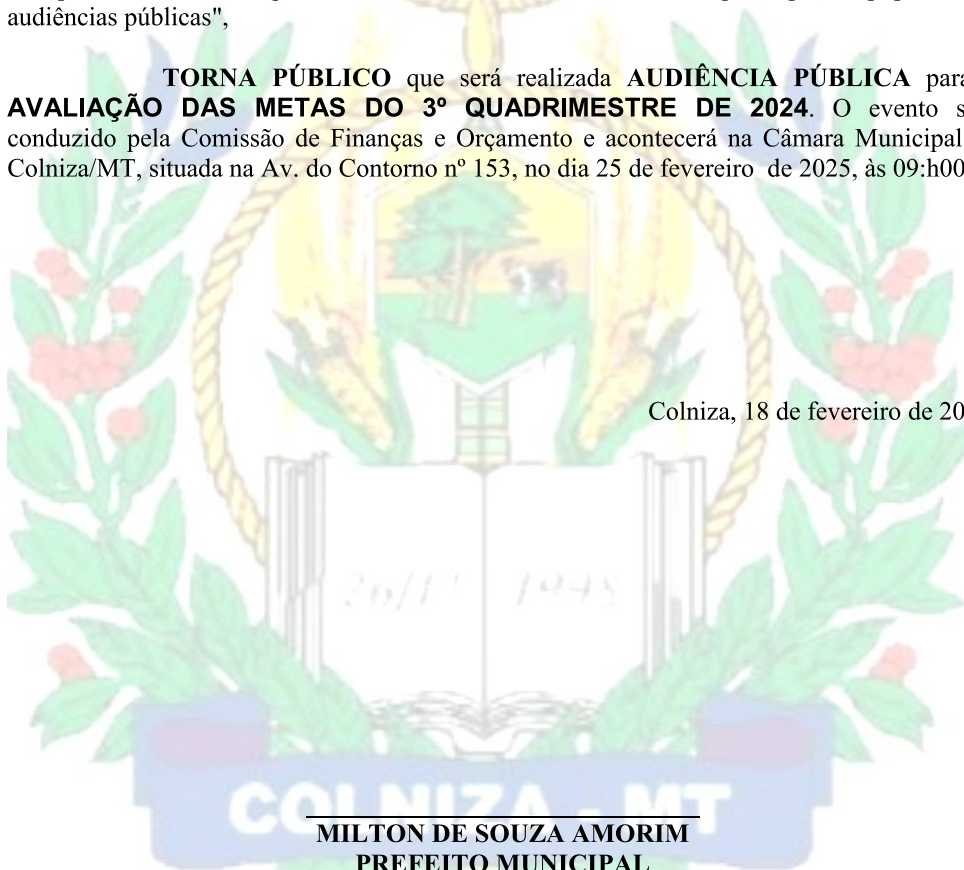 audiências públicas",
TORNA PÚBLICO que será realizada AUDIÊNCIA PÚBLICA para
AVALIAÇÃO DAS METAS DO 3º QUADRIMESTRE DE 2024. O evento s
conduzido pela Comissão de Finanças e Orçamento e acontecerá na Câmara Municipal
Colniza/MT, situada na Av. do Contorno nº 153, no dia 25 de fevereiro de 2025, às 09:h00
Colniza, 18 de fevereiro de 20
COLNIZA - MT
MILTON DE SOUZA AMORIM
PREFEITO MUNICIPAL